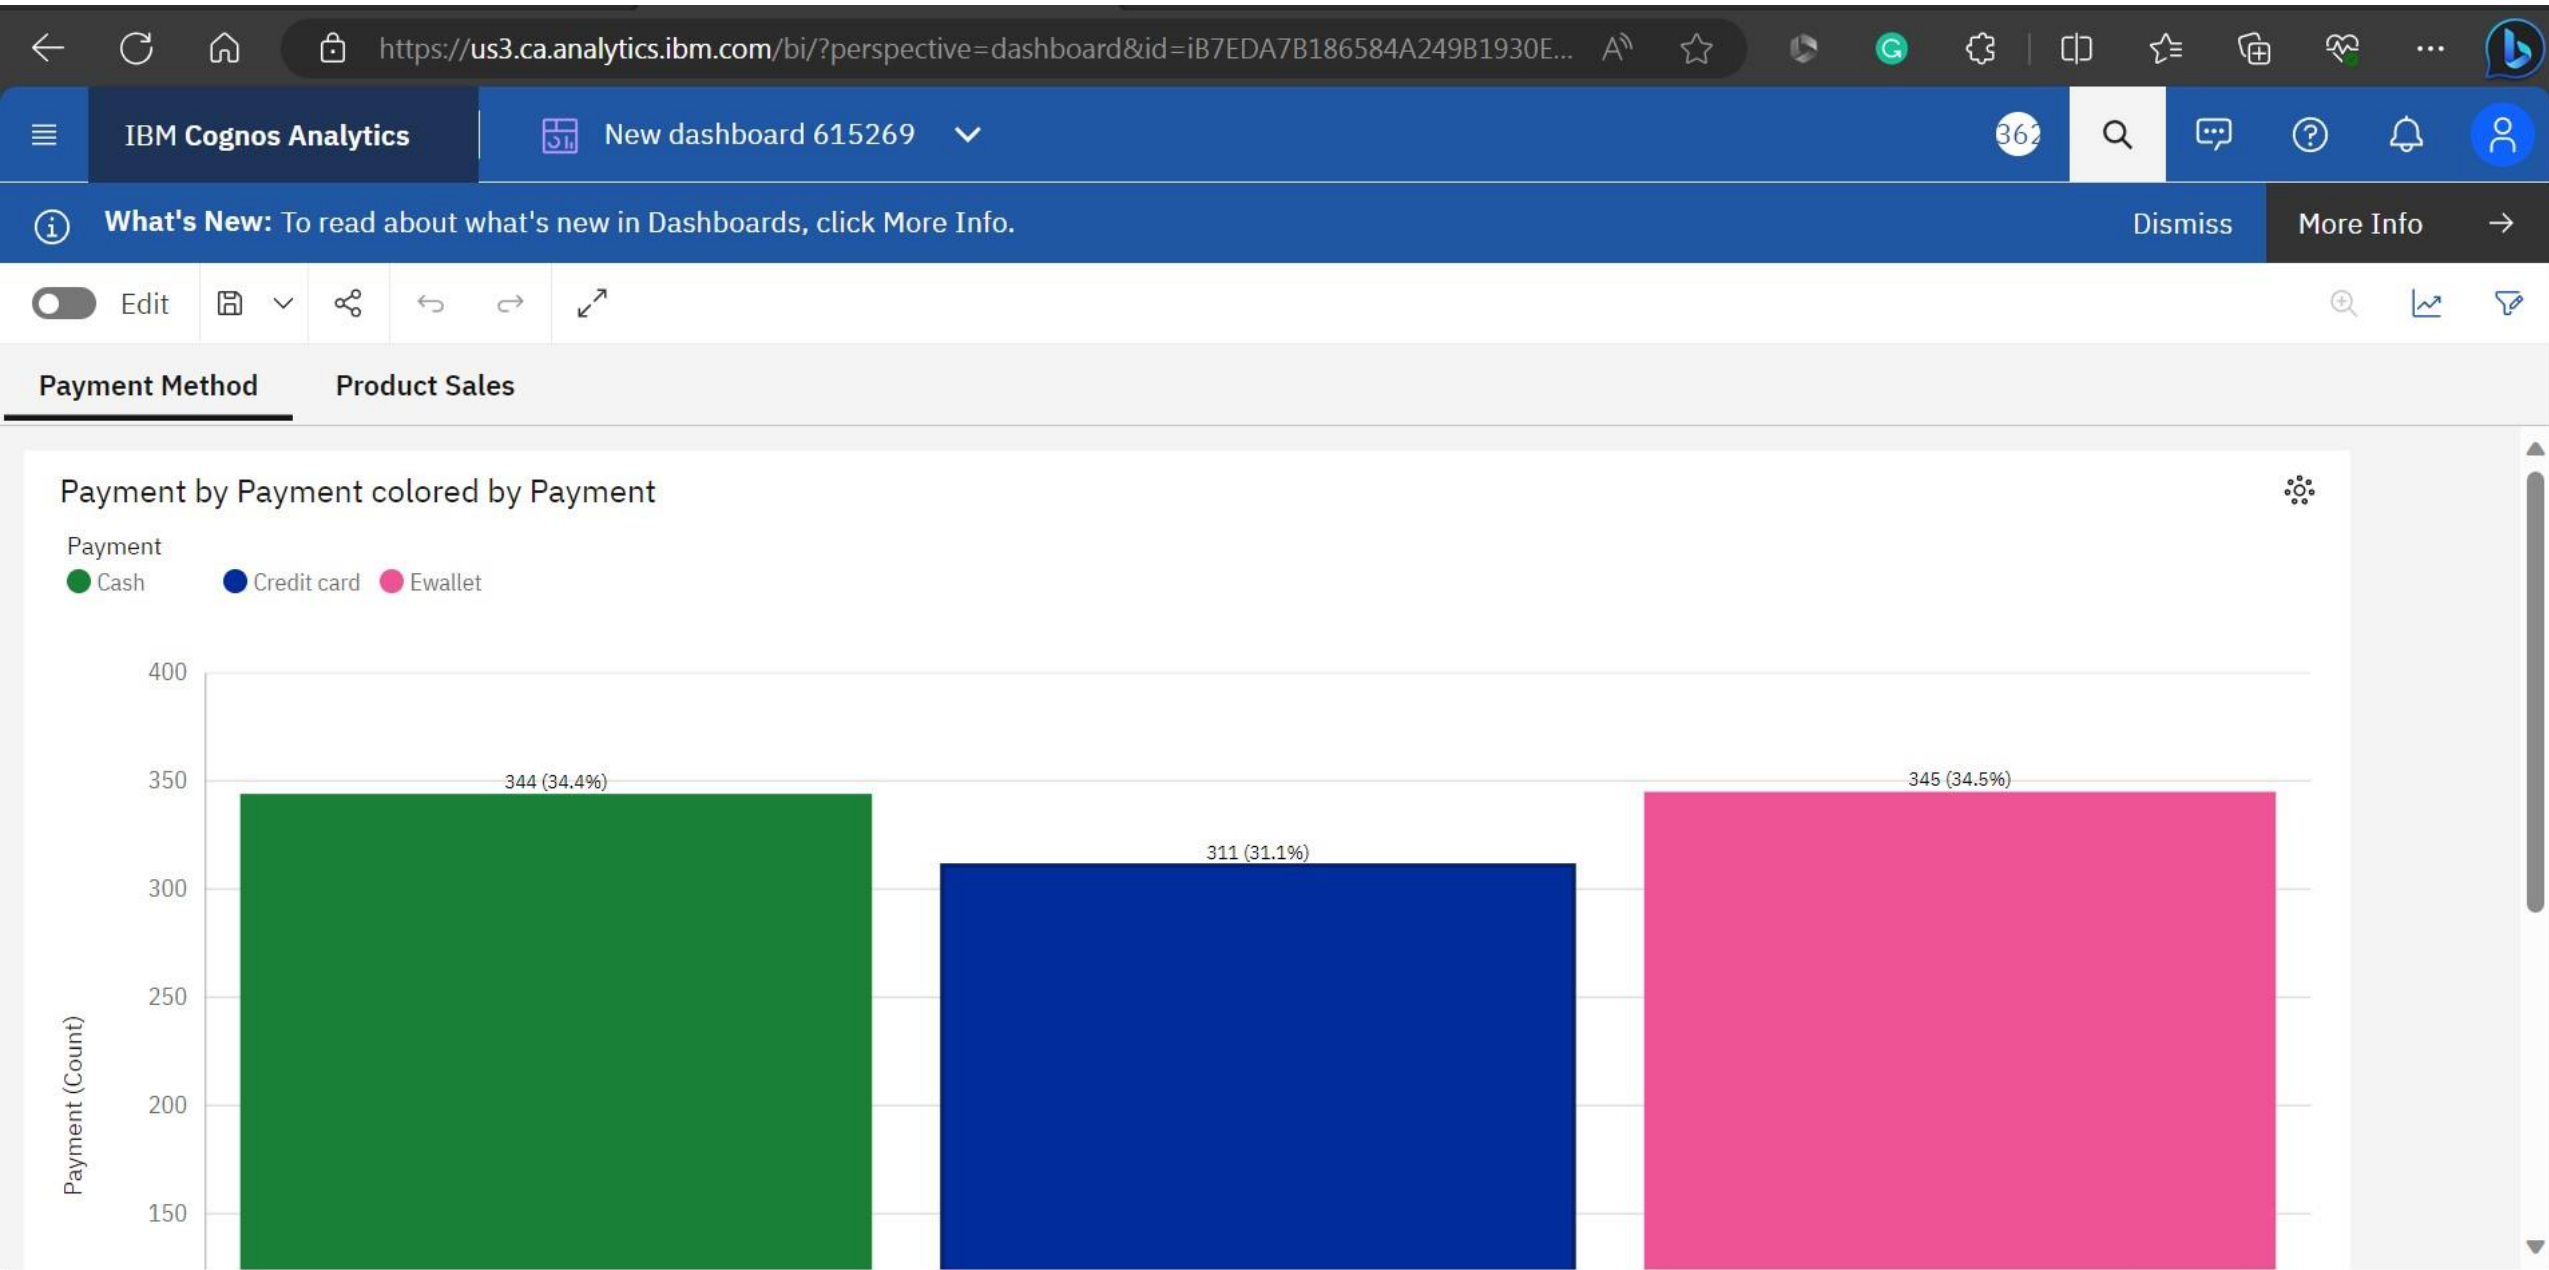 https://us3.ca.analytics.ibm.com/bi/?perspective=dashboard&id=iB7EDA7B186584A249B1930E...
IBM Cognos Analytics
New dashboard 615269
362
What's New: To read about what's new in Dashboards, click More Info.
Dismiss
More Info
Edit
Payment Method
Product Sales
Payment by Payment colored by Payment
Payment
Cash
Credit card
Ewallet
400
350
300
250
200
150
Payment (Count)
344 (34.4%)
311 (31.1%)
345 (34.5%)